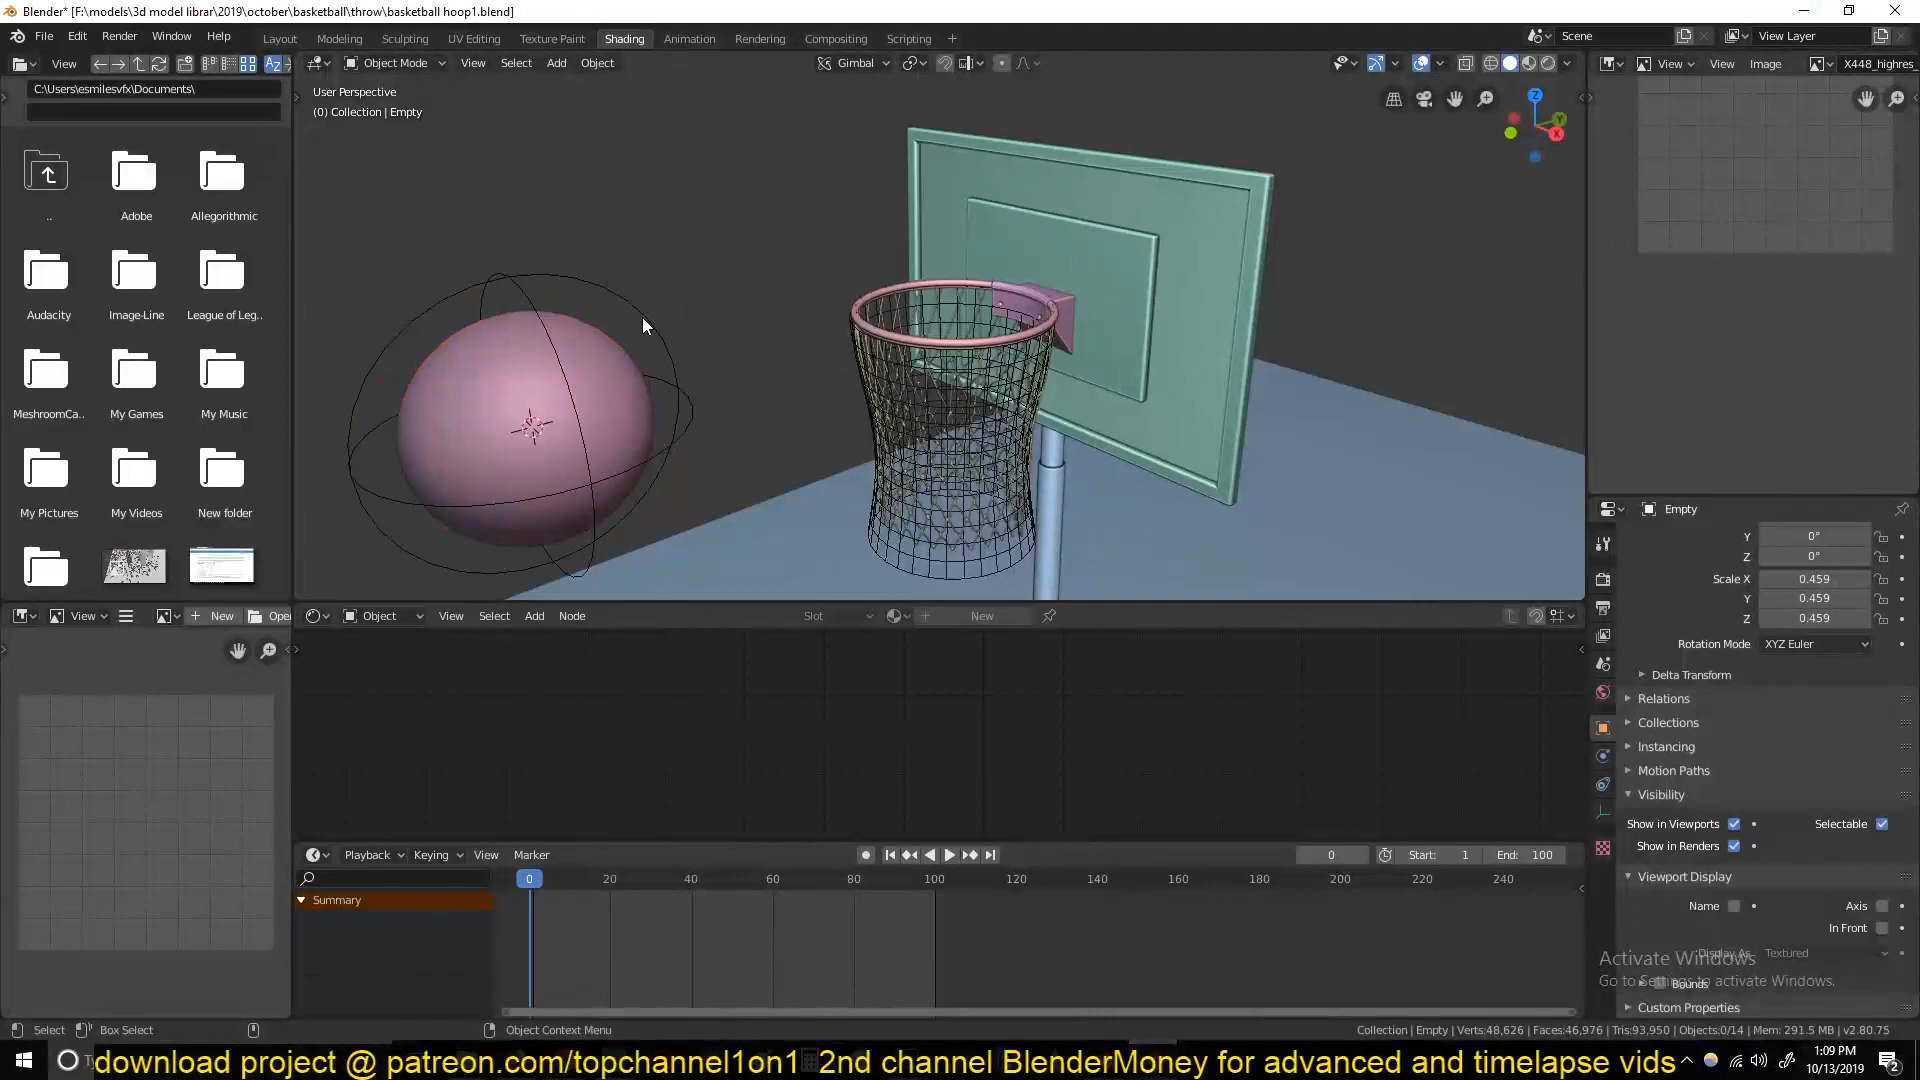 Blender* [F:\models\3d model librar\2019\october\basketball\throw\basketball hoop1.blend]
File Edit Render Window Help Layout Modeling Sculpting UV Editing Texture Paint Shading Animation Rendering Compositing Scripting + Scene View Layer
View Object Mode View Select Add Object Gimbal View View Image X448_highres_
C:\Users\esmilesvfx\Documents\
User Perspective
(0) Collection | Empty
Z
Y
X
..
Adobe
Allegorithmic
Audacity
Image-Line
League of Leg..
MeshroomCa..
My Games
My Music
My Pictures
My Videos
New folder
Empty
Y 0°
Z 0°
Scale X 0.459
Y 0.459
Z 0.459
Rotation Mode XYZ Euler
Delta Transform
Relations
Collections
Instancing
Motion Paths
Visibility
Show in Viewports Selectable
Show in Renders
Viewport Display
Name Axis
In Front
Display As Textured
Bounds
Custom Properties
Activate Windows
Go to Settings to activate Windows.
View + New Open
Object View Select Add Node Slot + New
Playback Keying View Marker 0 Start: 1 End: 100
0 20 40 60 80 100 120 140 160 180 200 220 240
Summary
Select Box Select Object Context Menu Collection | Empty | Verts:48,626 | Faces:46,976 | Tris:93,950 | Objects:0/14 | Mem: 291.5 MB | v2.80.75
download project @ patreon.com/topchannel1on1 2nd channel BlenderMoney for advanced and timelapse vids
1:09 PM
10/13/2019
2